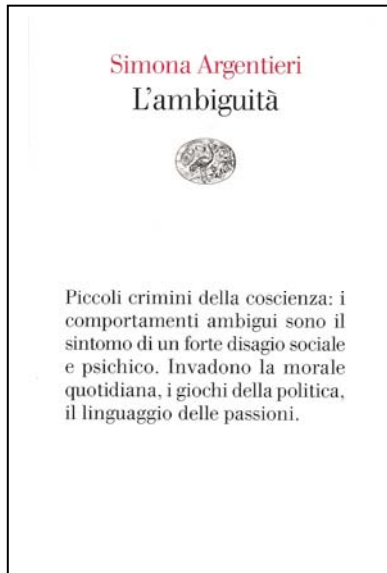 Simona Argentieri
L'ambiguità
Piccoli crimini della coscienza: i
comportamenti ambigui sono il
sintomo di un forte disagio sociale
e psichico. Invadono la morale
quotidiana, i giochi della politica,
il linguaggio delle passioni.